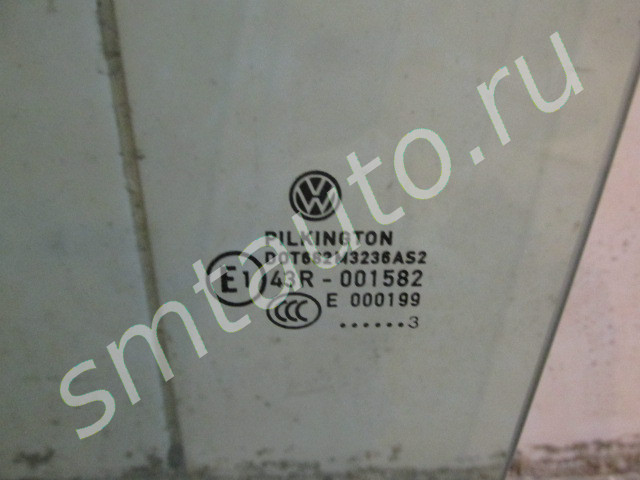 VW
PILKINGTON
DOT682M3236AS2
E1 43R - 001582
CCC E 000199
......3
smtauto.ru